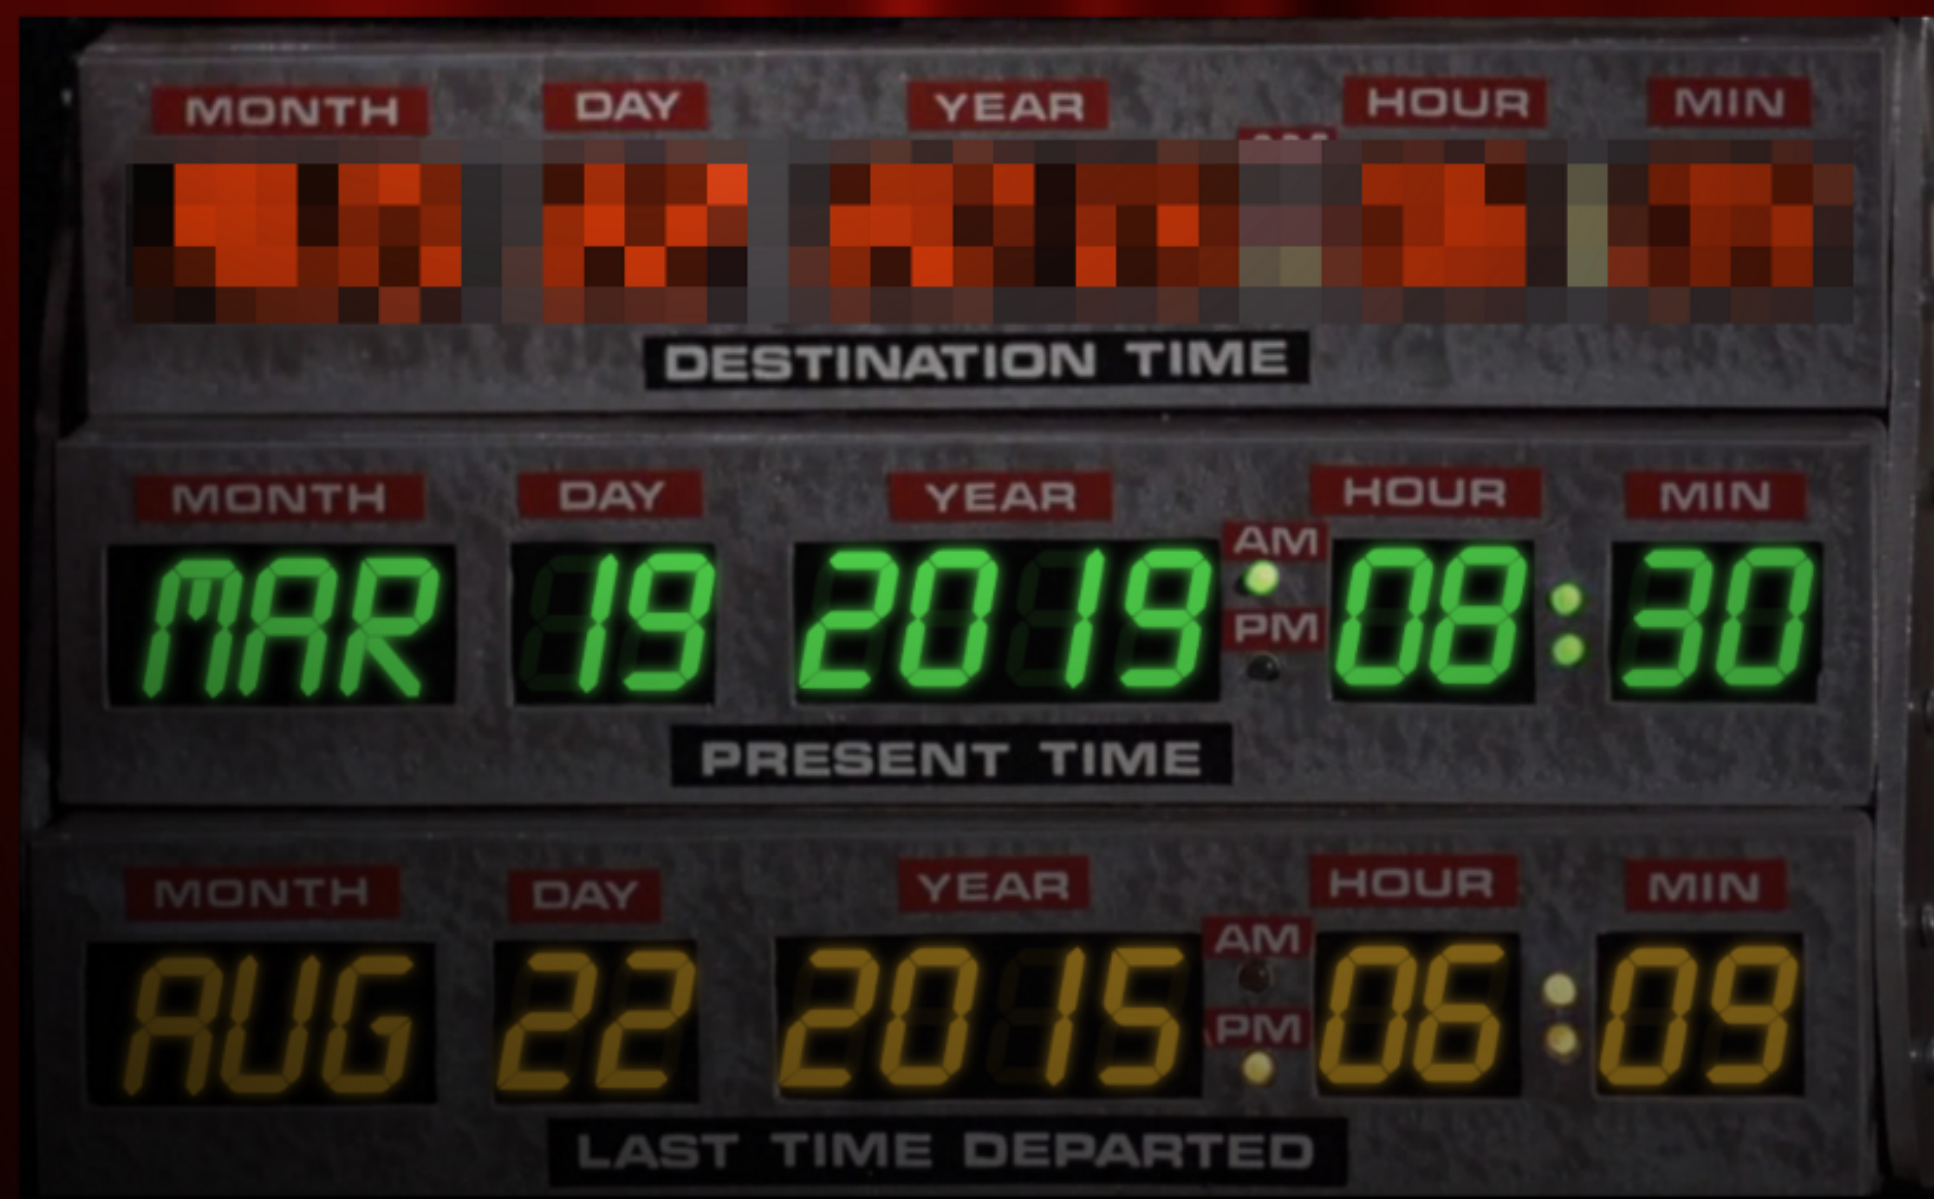 MONTH DAY YEAR HOUR MIN
DESTINATION TIME
MONTH DAY YEAR HOUR MIN
AM
MAR 19 2019 08:30
PM
PRESENT TIME
MONTH DAY YEAR HOUR MIN
AM
AUG 22 2015 06:09
PM
LAST TIME DEPARTED